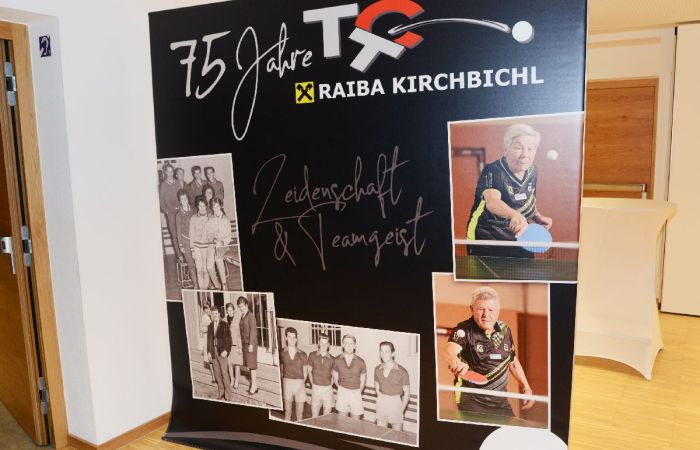 75 Jahre TTC
RAIBA KIRCHBICHL
Leidenschaft
& Teamgeist